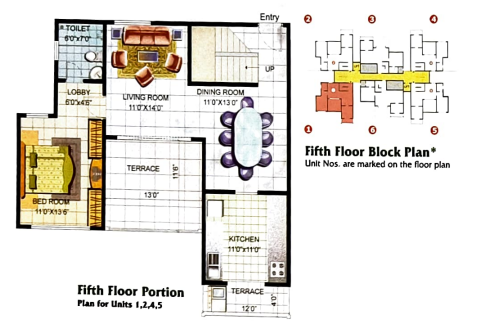 Entry
* TOILET
6'0"x7'0"
UP
LOBBY
6'0"x4'6"
LIVING ROOM
11'0"X14'0"
DINING ROOM
11'0"X13'0"
TERRACE
11'6"
13'0"
BED ROOM
11'0"X13'6"
KITCHEN
11'0"x11'0"
TERRACE
12'0"
4'0"
Fifth Floor Portion
Plan for Units 1,2,4,5
2
3
4
1
6
5
Fifth Floor Block Plan*
Unit Nos. are marked on the floor plan